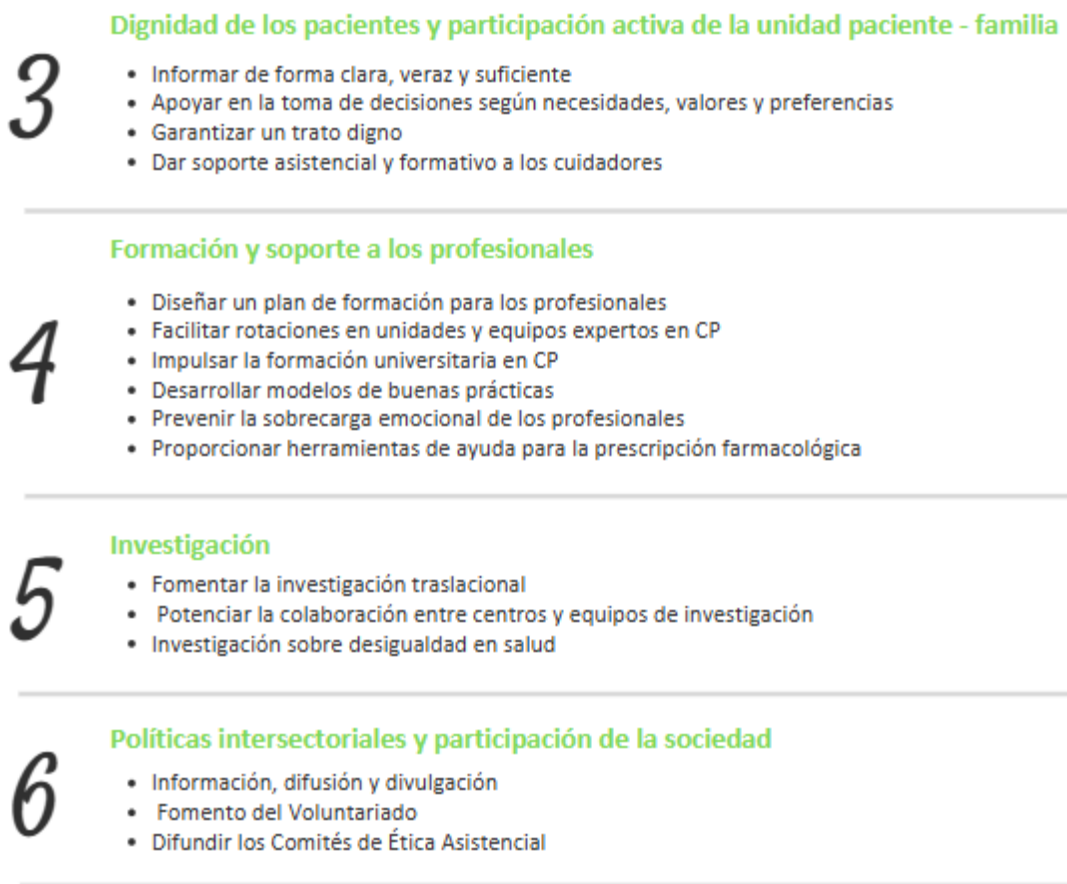 3
Dignidad de los pacientes y participación activa de la unidad paciente - familia
• Informar de forma clara, veraz y suficiente
• Apoyar en la toma de decisiones según necesidades, valores y preferencias
• Garantizar un trato digno
• Dar soporte asistencial y formativo a los cuidadores
4
Formación y soporte a los profesionales
• Diseñar un plan de formación para los profesionales
• Facilitar rotaciones en unidades y equipos expertos en CP
• Impulsar la formación universitaria en CP
• Desarrollar modelos de buenas prácticas
• Prevenir la sobrecarga emocional de los profesionales
• Proporcionar herramientas de ayuda para la prescripción farmacológica
5
Investigación
• Fomentar la investigación traslacional
• Potenciar la colaboración entre centros y equipos de investigación
• Investigación sobre desigualdad en salud
6
Políticas intersectoriales y participación de la sociedad
• Información, difusión y divulgación
• Fomento del Voluntariado
• Difundir los Comités de Ética Asistencial